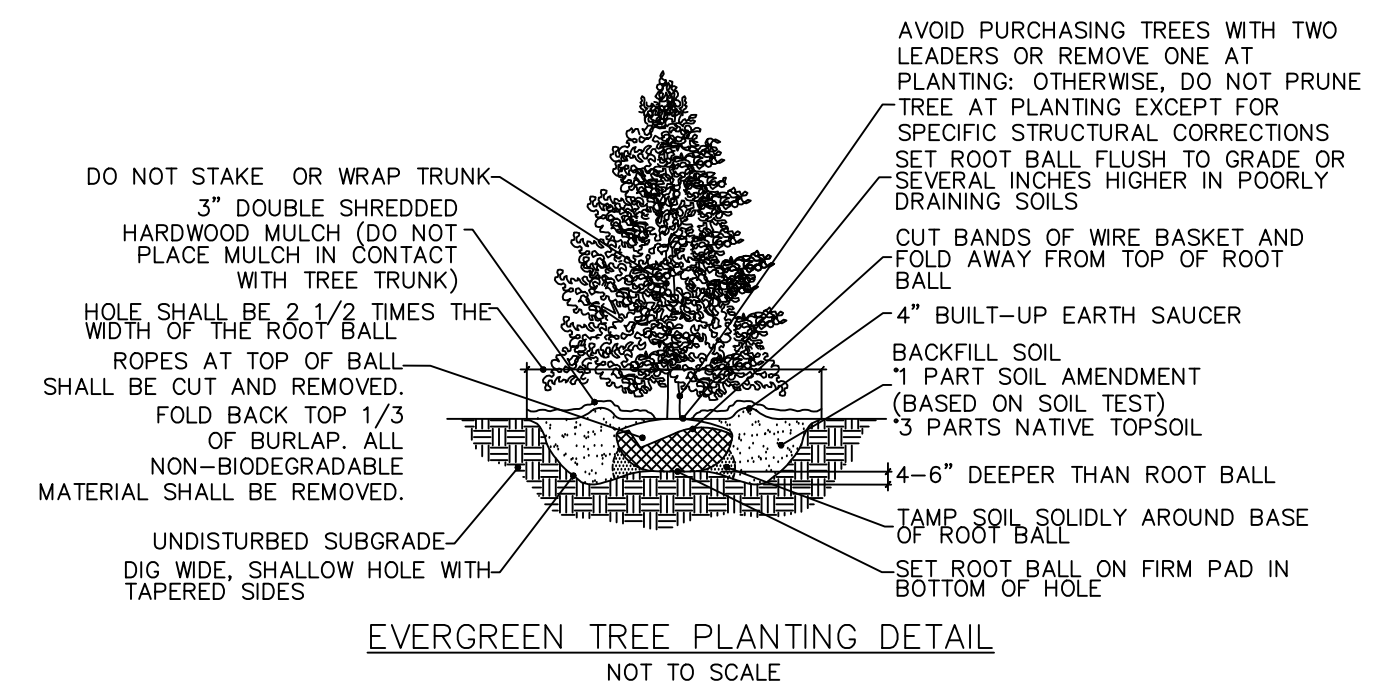 DO NOT STAKE OR WRAP TRUNK
3" DOUBLE SHREDDED
HARDWOOD MULCH (DO NOT
PLACE MULCH IN CONTACT
WITH TREE TRUNK)
HOLE SHALL BE 2 1/2 TIMES THE
WIDTH OF THE ROOT BALL
ROPES AT TOP OF BALL
SHALL BE CUT AND REMOVED.
FOLD BACK TOP 1/3
OF BURLAP. ALL
NON-BIODEGRADABLE
MATERIAL SHALL BE REMOVED.
UNDISTURBED SUBGRADE
DIG WIDE, SHALLOW HOLE WITH
TAPERED SIDES
AVOID PURCHASING TREES WITH TWO
LEADERS OR REMOVE ONE AT
PLANTING: OTHERWISE, DO NOT PRUNE
TREE AT PLANTING EXCEPT FOR
SPECIFIC STRUCTURAL CORRECTIONS
SET ROOT BALL FLUSH TO GRADE OR
SEVERAL INCHES HIGHER IN POORLY
DRAINING SOILS
CUT BANDS OF WIRE BASKET AND
FOLD AWAY FROM TOP OF ROOT
BALL
4" BUILT-UP EARTH SAUCER
BACKFILL SOIL
*1 PART SOIL AMENDMENT
(BASED ON SOIL TEST)
*3 PARTS NATIVE TOPSOIL
4-6" DEEPER THAN ROOT BALL
TAMP SOIL SOLIDLY AROUND BASE
OF ROOT BALL
SET ROOT BALL ON FIRM PAD IN
BOTTOM OF HOLE
EVERGREEN TREE PLANTING DETAIL
NOT TO SCALE